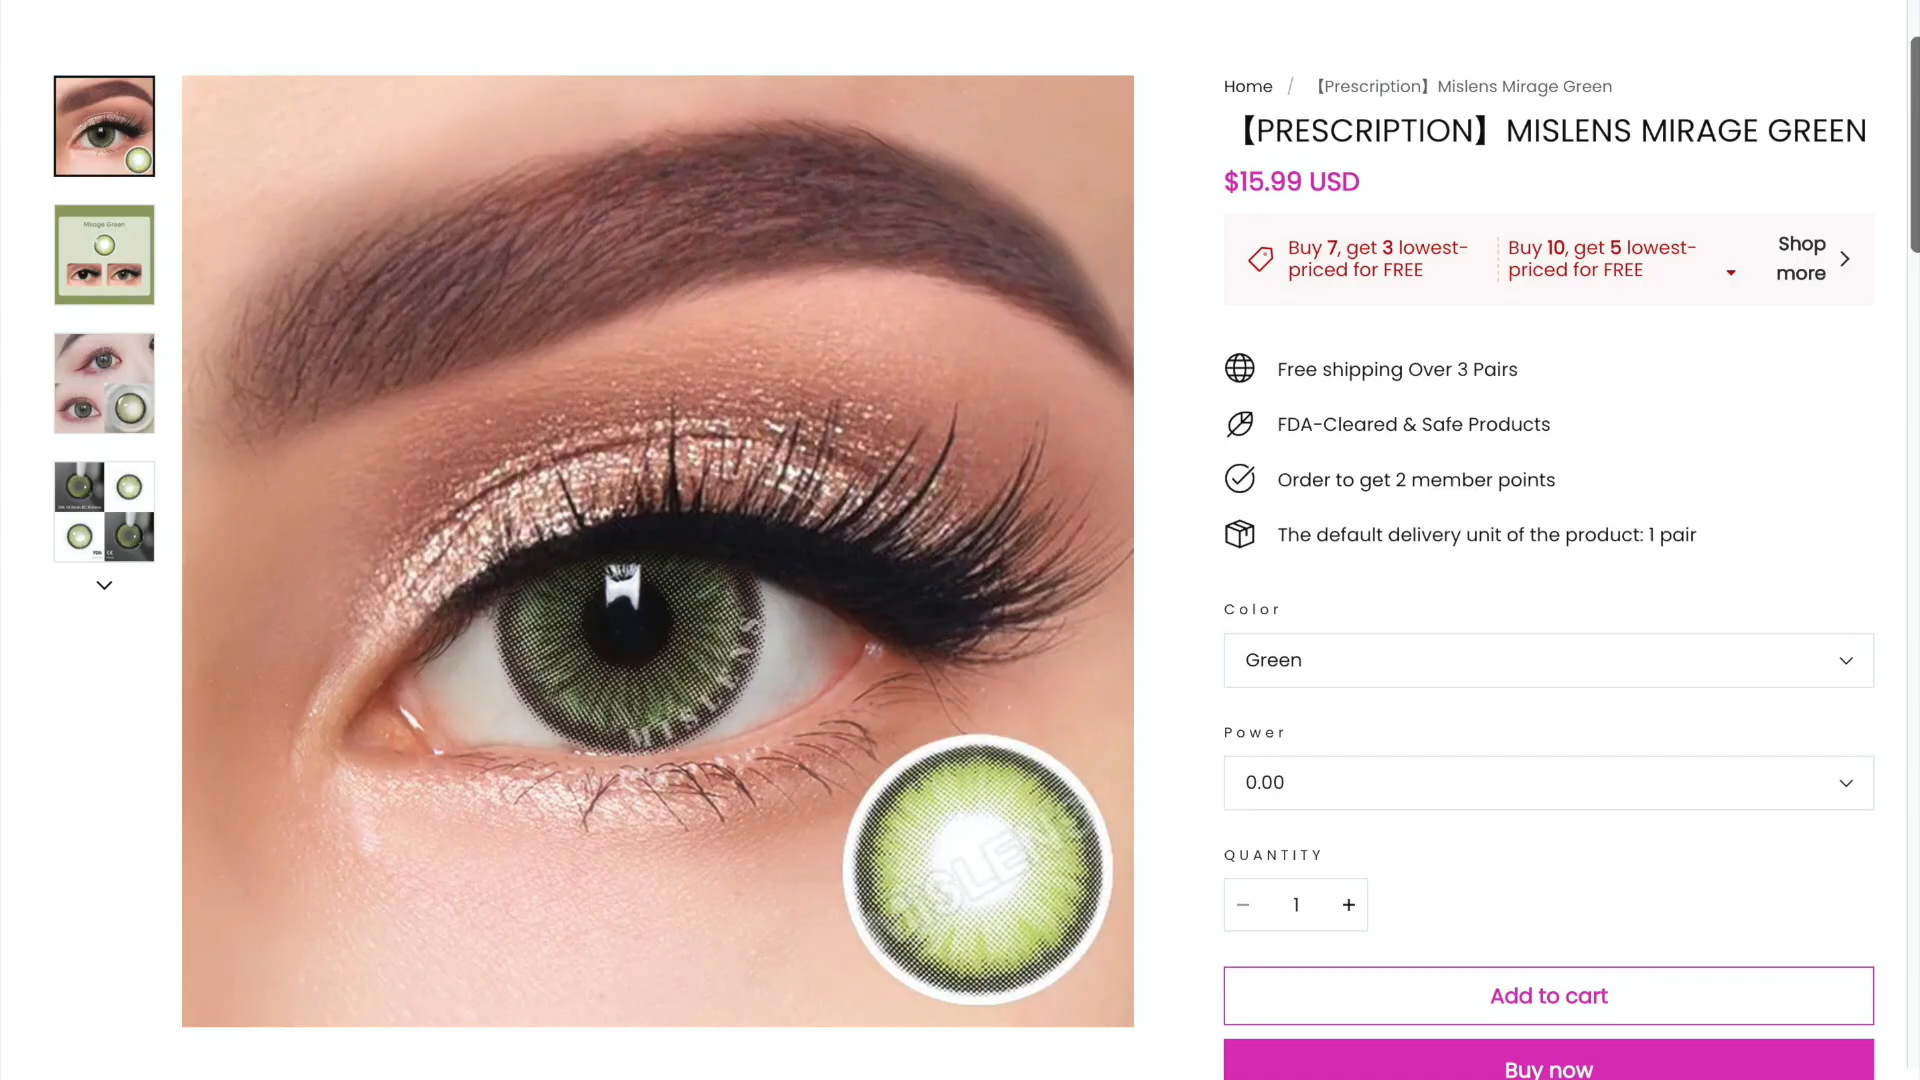 Home / 【Prescription】Mislens Mirage Green
【PRESCRIPTION】MISLENS MIRAGE GREEN
$15.99 USD
Buy 7, get 3 lowest-
priced for FREE
Buy 10, get 5 lowest-
priced for FREE
Shop
more
Free shipping Over 3 Pairs
FDA-Cleared & Safe Products
Order to get 2 member points
The default delivery unit of the product: 1 pair
Color
Green
Power
0.00
QUANTITY
− 1 +
Add to cart
Buy now
Mirage Green
MISLENS